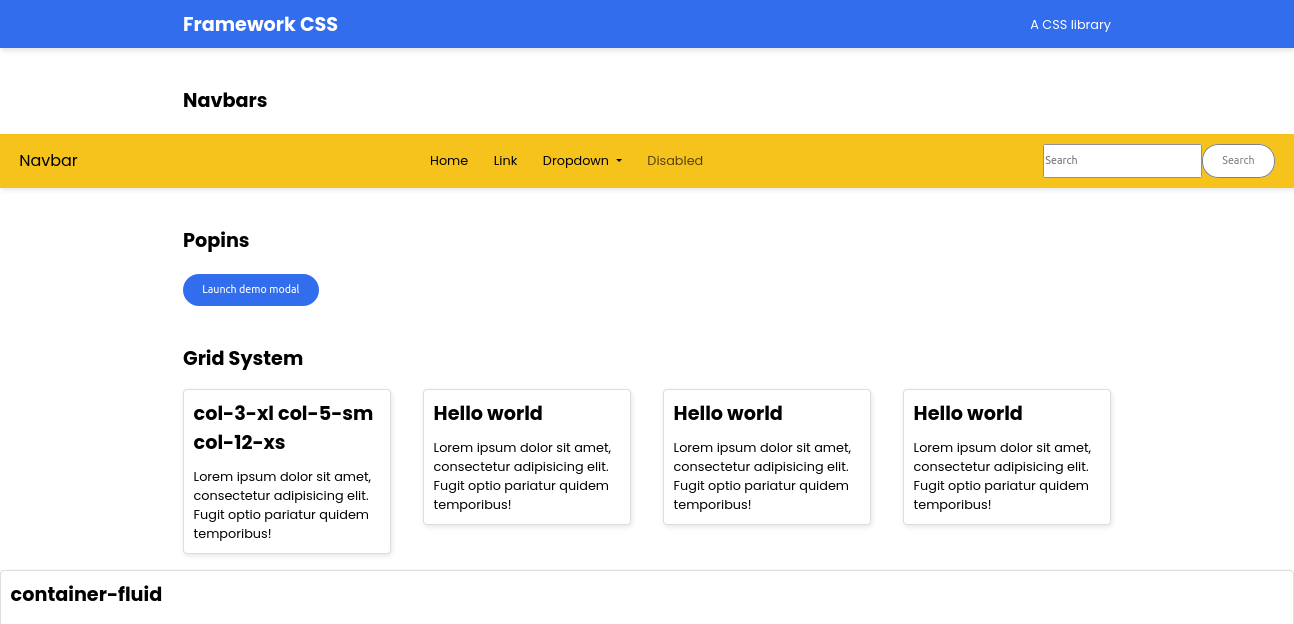 Framework CSS
A CSS library
Navbars
Navbar
Home
Link
Dropdown
Disabled
Search
Search
Popins
Launch demo modal
Grid System
col-3-xl col-5-sm
col-12-xs
Lorem ipsum dolor sit amet,
consectetur adipisicing elit.
Fugit optio pariatur quidem
temporibus!
Hello world
Lorem ipsum dolor sit amet,
consectetur adipisicing elit.
Fugit optio pariatur quidem
temporibus!
Hello world
Lorem ipsum dolor sit amet,
consectetur adipisicing elit.
Fugit optio pariatur quidem
temporibus!
Hello world
Lorem ipsum dolor sit amet,
consectetur adipisicing elit.
Fugit optio pariatur quidem
temporibus!
container-fluid